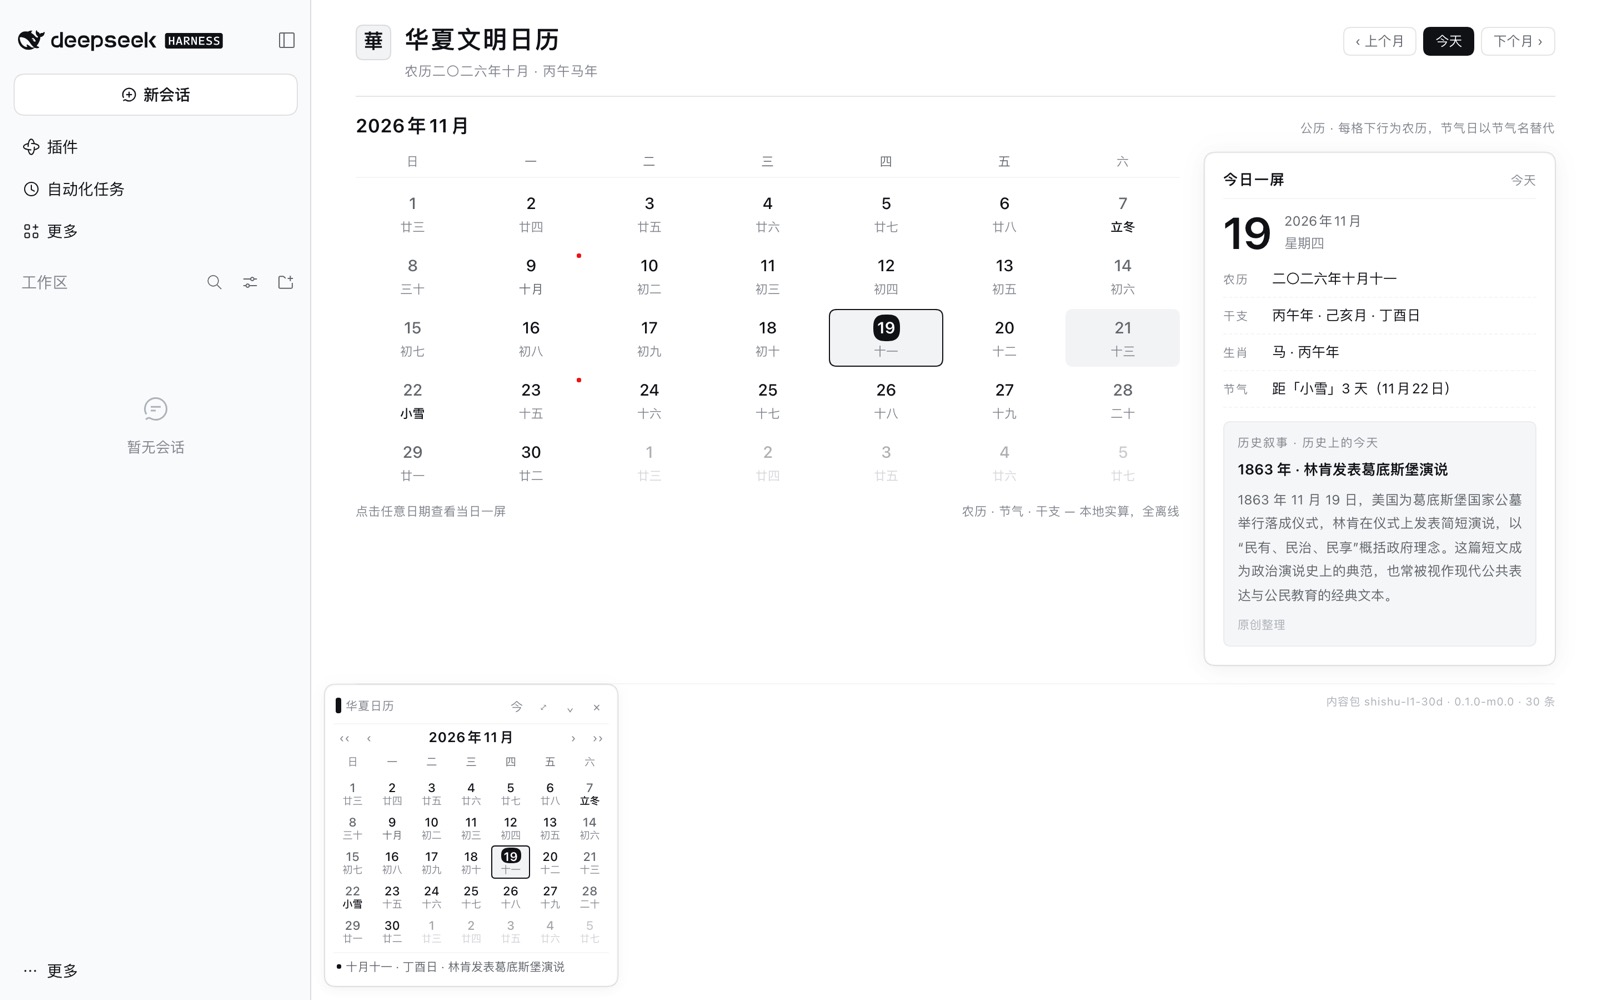 deepseek HARNESS
新会话
插件
自动化任务
更多
工作区
暂无会话
更多
華
华夏文明日历
农历二〇二六年十月 · 丙午马年
‹ 上个月
今天
下个月 ›
2026年11月
公历 · 每格下行为农历，节气日以节气名替代
日 一 二 三 四 五 六
1 2 3 4 5 6 7
廿三 廿四 廿五 廿六 廿七 廿八 立冬
8 9 10 11 12 13 14
三十 十月 初二 初三 初四 初五 初六
15 16 17 18 19 20 21
初七 初八 初九 初十 十一 十二 十三
22 23 24 25 26 27 28
小雪 十五 十六 十七 十八 十九 二十
29 30 1 2 3 4 5
廿一 廿二 廿三 廿四 廿五 廿六 廿七
点击任意日期查看当日一屏
农历 · 节气 · 干支 — 本地实算，全离线
今日一屏
今天
19
2026年11月
星期四
农历 二〇二六年十月十一
干支 丙午年 · 己亥月 · 丁酉日
生肖 马 · 丙午年
节气 距「小雪」3 天（11月22日）
历史叙事 · 历史上的今天
1863 年 · 林肯发表葛底斯堡演说
1863 年 11 月 19 日，美国为葛底斯堡国家公墓
举行落成仪式，林肯在仪式上发表简短演说，以
“民有、民治、民享”概括政府理念。这篇短文成
为政治演说史上的典范，也常被视作现代公共表
达与公民教育的经典文本。
原创整理
内容包 shishu-l1-30d · 0.1.0-m0.0 · 30 条
华夏日历
今
2026年11月
日 一 二 三 四 五 六
1 2 3 4 5 6 7
廿三 廿四 廿五 廿六 廿七 廿八 立冬
8 9 10 11 12 13 14
三十 十月 初二 初三 初四 初五 初六
15 16 17 18 19 20 21
初七 初八 初九 初十 十一 十二 十三
22 23 24 25 26 27 28
小雪 十五 十六 十七 十八 十九 二十
29 30 1 2 3 4 5
廿一 廿二 廿三 廿四 廿五 廿六 廿七
十月十一 · 丁酉日 · 林肯发表葛底斯堡演说